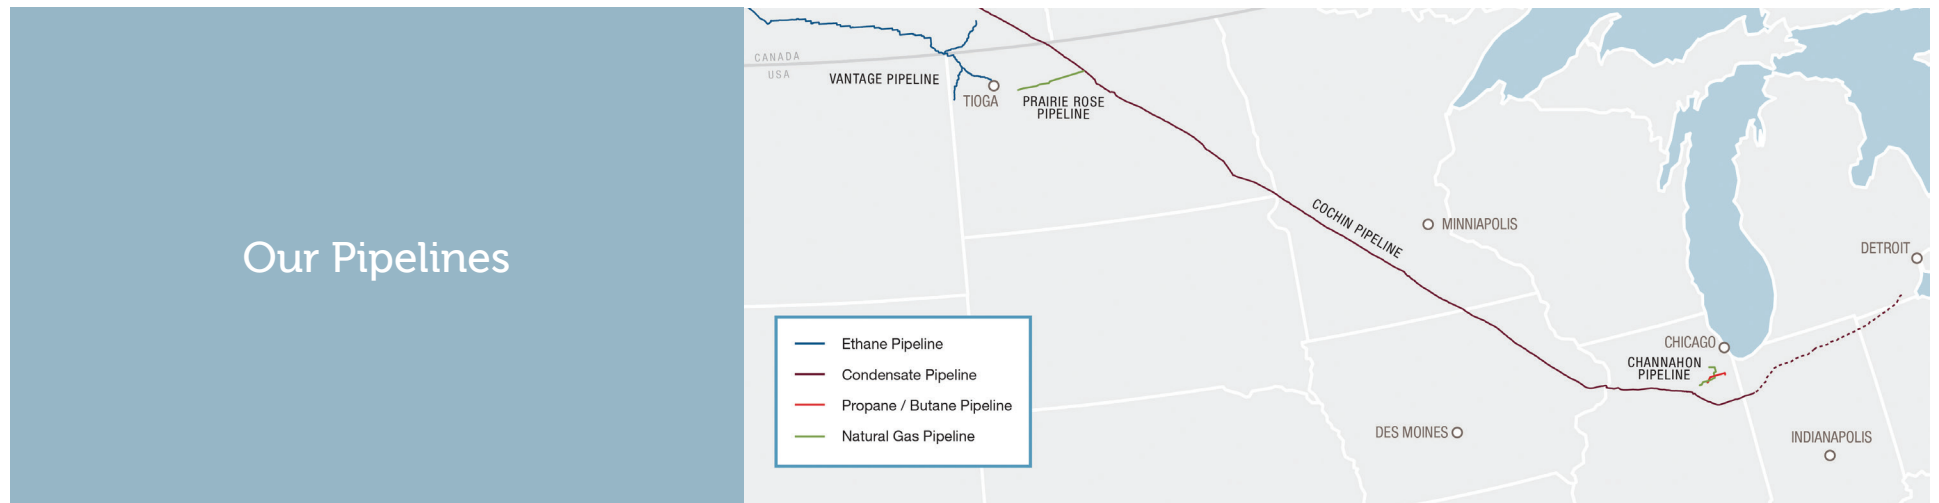 Our Pipelines
CANADA
USA
VANTAGE PIPELINE
TIOGA
PRAIRIE ROSE
PIPELINE
COCHIN PIPELINE
MINNIAPOLIS
DETROIT
CHICAGO
CHANNAHON
PIPELINE
DES MOINES
INDIANAPOLIS
Ethane Pipeline
Condensate Pipeline
Propane / Butane Pipeline
Natural Gas Pipeline